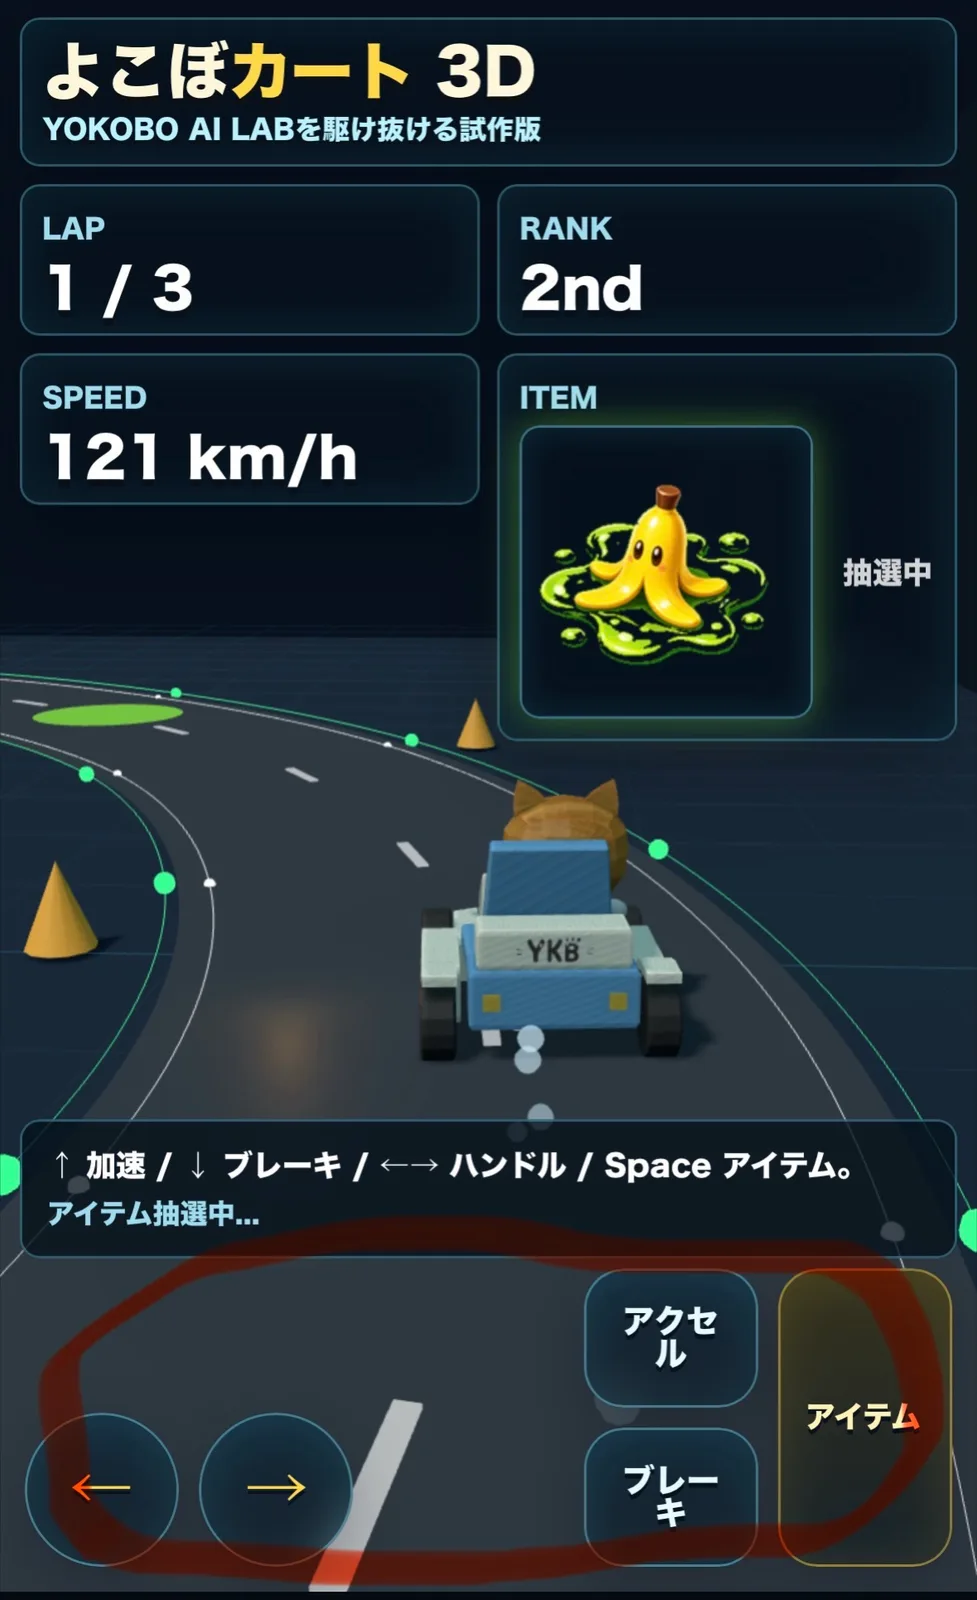 よこぼカート 3D
YOKOBO AI LABを駆け抜ける試作版
LAP
1 / 3
RANK
2nd
SPEED
121 km/h
ITEM
抽選中
YKB
↑ 加速 / ↓ ブレーキ / ←→ ハンドル / Space アイテム。
アイテム抽選中...
アクセ
ル
アイテム
ブレー
キ
← →